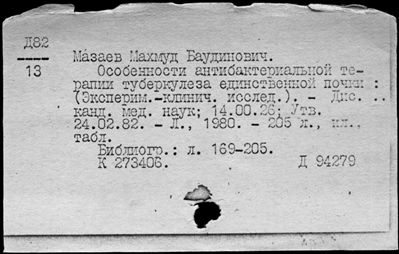 Д82
13
Мазаев Махмуд Баудинович.
Особенности антибактериальной те-
рапии туберкулеза единственной почки :
(Эксперим.-клинич. исслед.). - Дис. ..
канд. мед. наук; 14.00.26; Утв.
24.02.82. - Л., 1980. - 205 л., ил.,
табл.
Библиогр.: л. 169-205.
К 273406. Д 94279